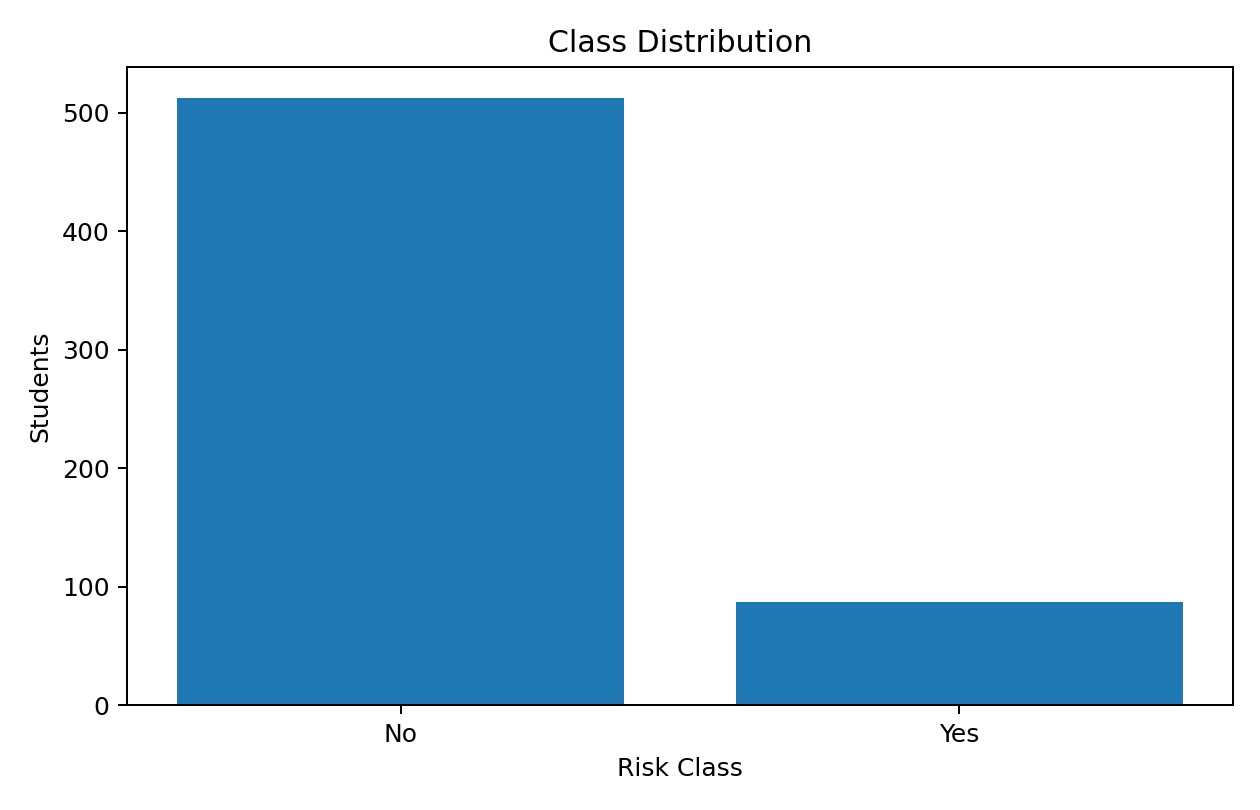 Class Distribution
500
400
300
200
100
0
Students
No
Yes
Risk Class